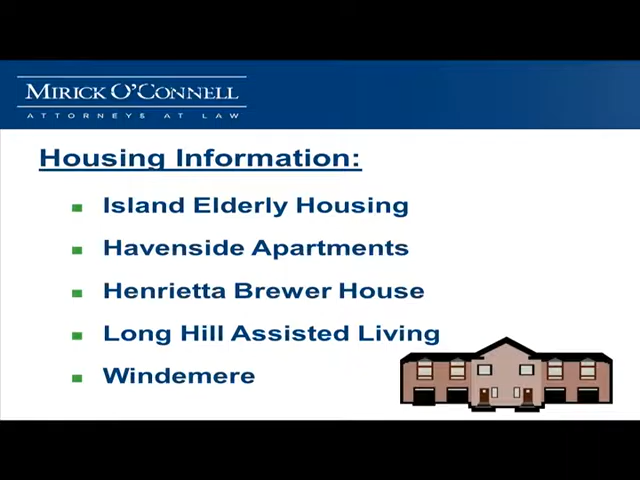 MIRICK O'CONNELL
ATTORNEYS AT LAW
Housing Information:
Island Elderly Housing
Havenside Apartments
Henrietta Brewer House
Long Hill Assisted Living
Windemere